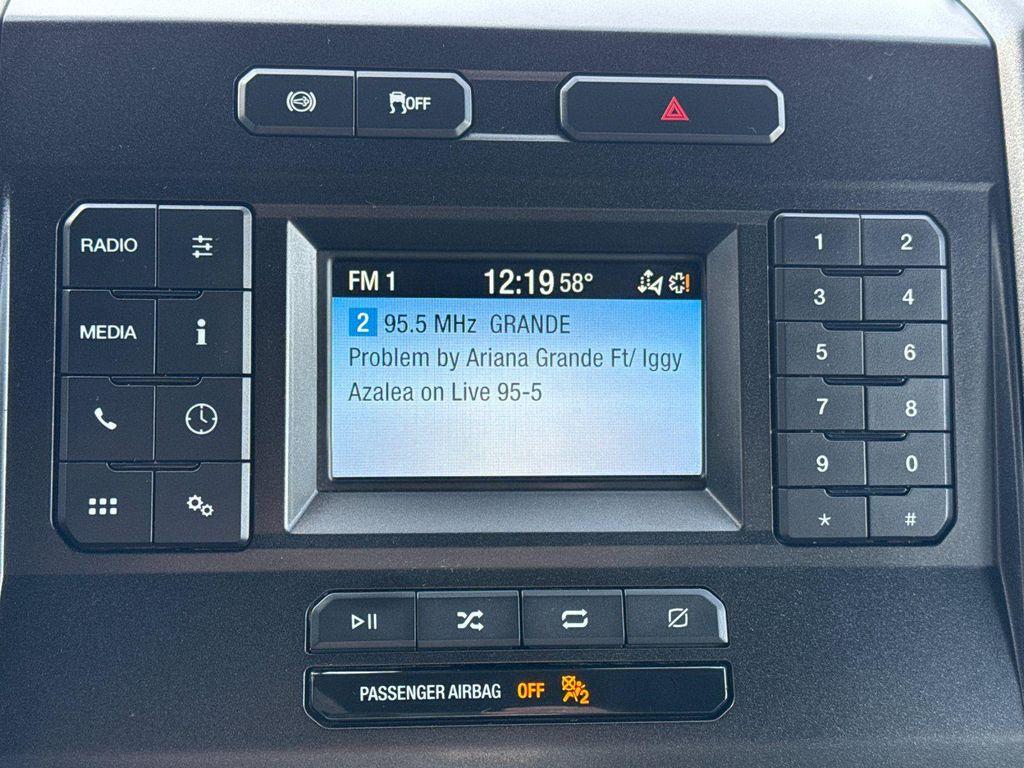 OFF
RADIO
MEDIA
FM 1 12:19 58°
2 95.5 MHz GRANDE
Problem by Ariana Grande Ft/ Iggy
Azalea on Live 95-5
1 2
3 4
5 6
7 8
9 0
* #
PASSENGER AIRBAG OFF 2